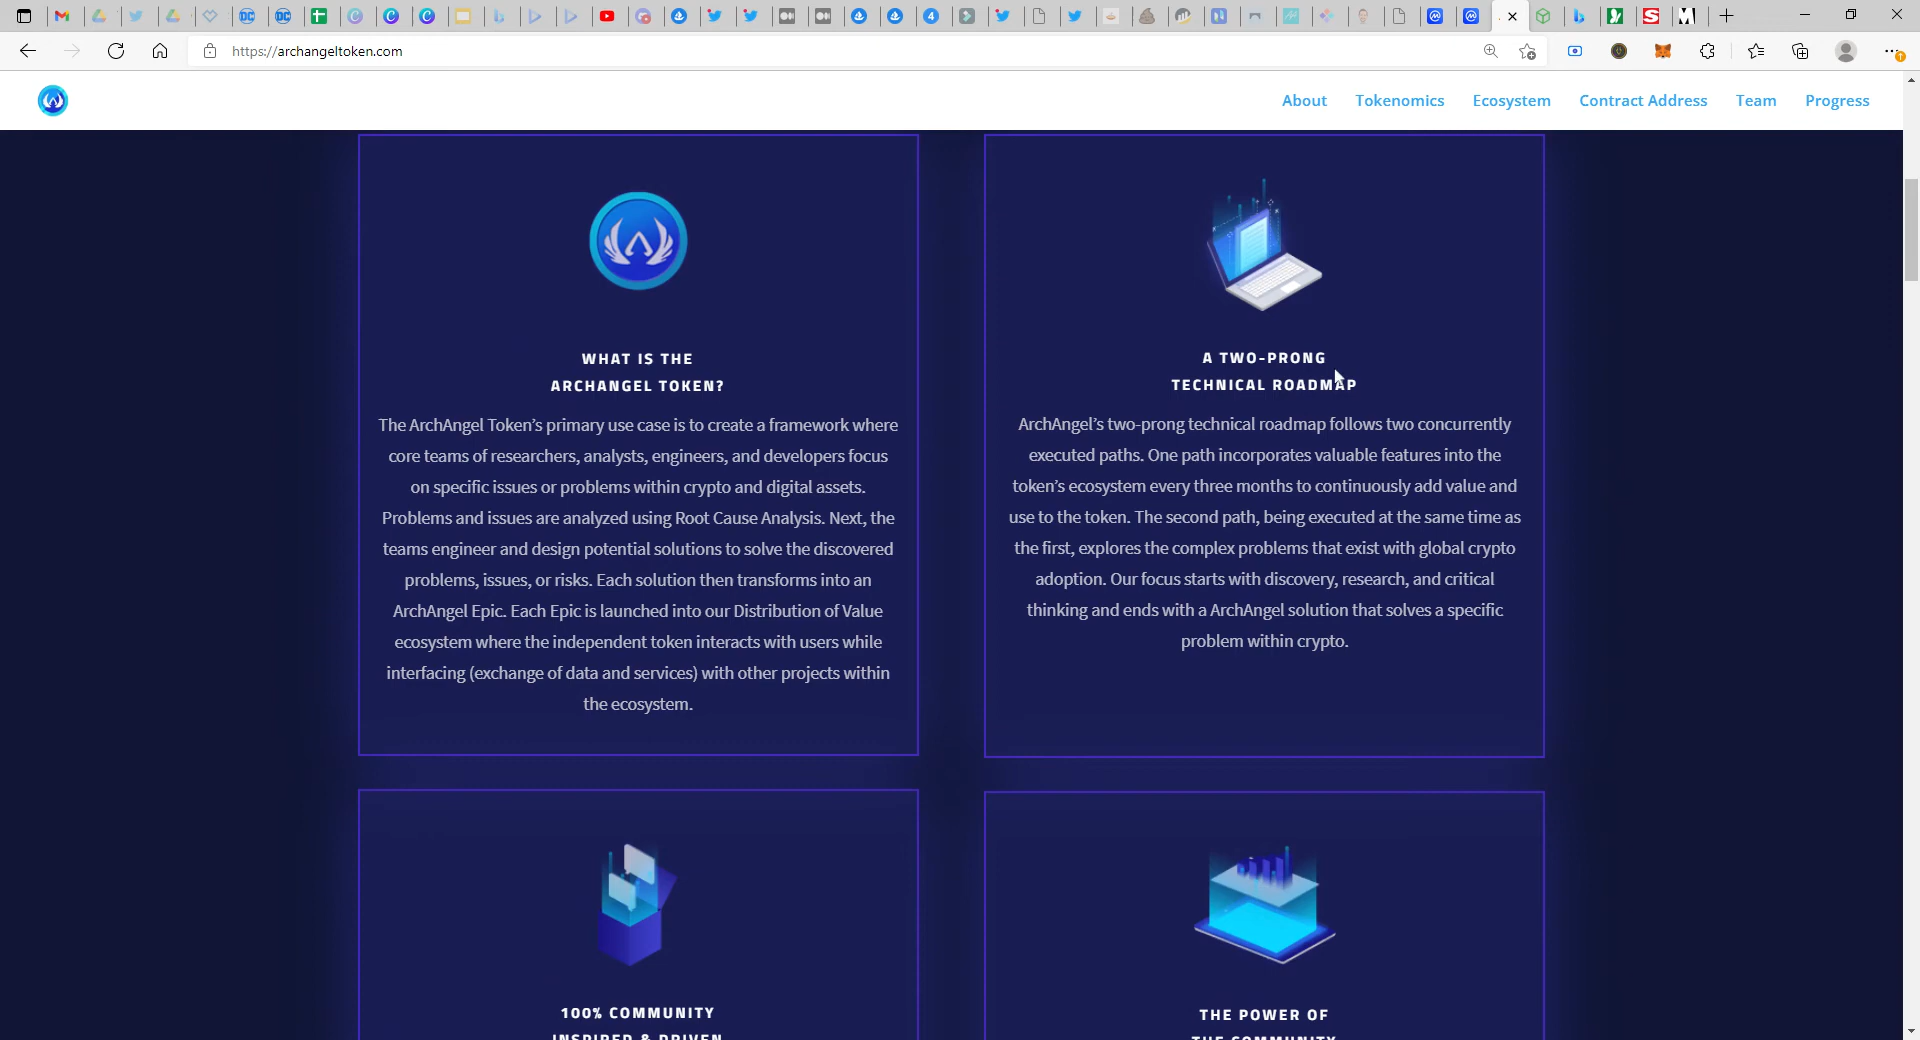 https://archangeltoken.com
About
Tokenomics
Ecosystem
Contract Address
Team
Progress
WHAT IS THE
ARCHANGEL TOKEN?
The ArchAngel Token’s primary use case is to create a framework where
core teams of researchers, analysts, engineers, and developers focus
on specific issues or problems within crypto and digital assets.
Problems and issues are analyzed using Root Cause Analysis. Next, the
teams engineer and design potential solutions to solve the discovered
problems, issues, or risks. Each solution then transforms into an
ArchAngel Epic. Each Epic is launched into our Distribution of Value
ecosystem where the independent token interacts with users while
interfacing (exchange of data and services) with other projects within
the ecosystem.
A TWO-PRONG
TECHNICAL ROADMAP
ArchAngel’s two-prong technical roadmap follows two concurrently
executed paths. One path incorporates valuable features into the
token’s ecosystem every three months to continuously add value and
use to the token. The second path, being executed at the same time as
the first, explores the complex problems that exist with global crypto
adoption. Our focus starts with discovery, research, and critical
thinking and ends with a ArchAngel solution that solves a specific
problem within crypto.
100% COMMUNITY
INSPIRED & DRIVEN
THE POWER OF
THE COMMUNITY